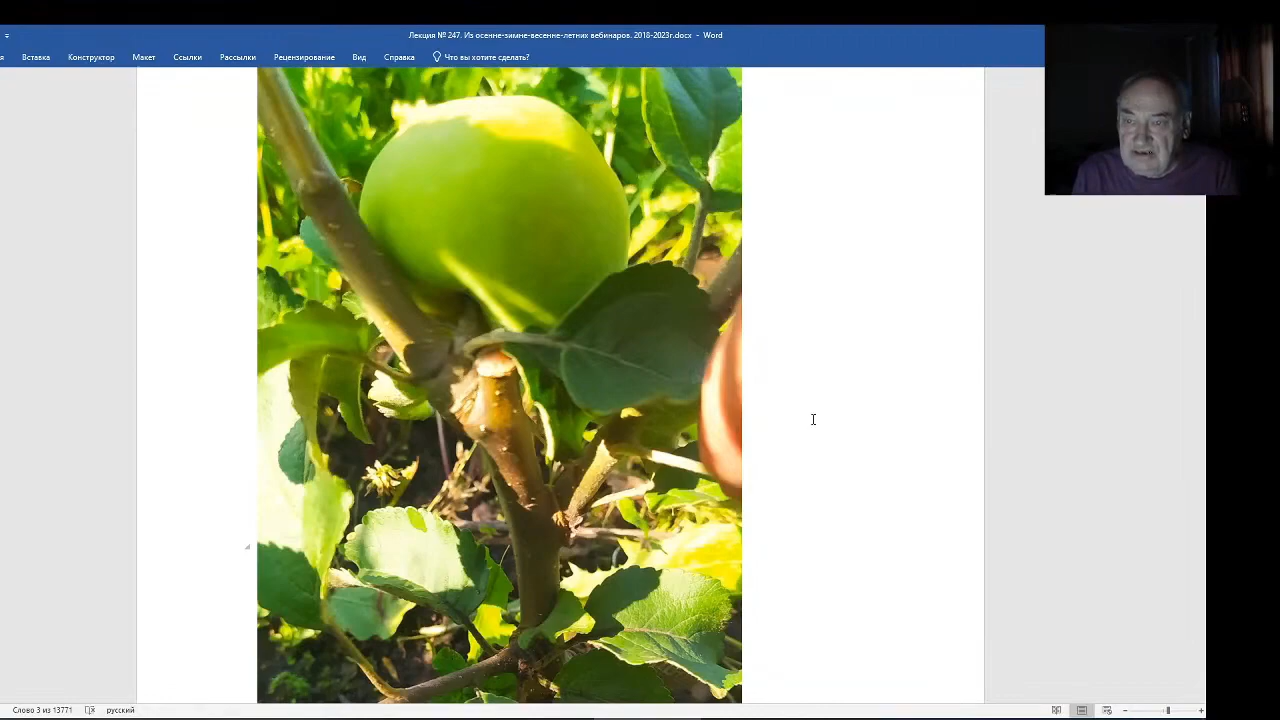 Лекция № 247. Из осенне-зимне-весенне-летних вебинаров. 2018-2023г.docx - Word
я Вставка Конструктор Макет Ссылки Рассылки Рецензирование Вид Справка Что вы хотите сделать?
Слово 3 из 13771 русский